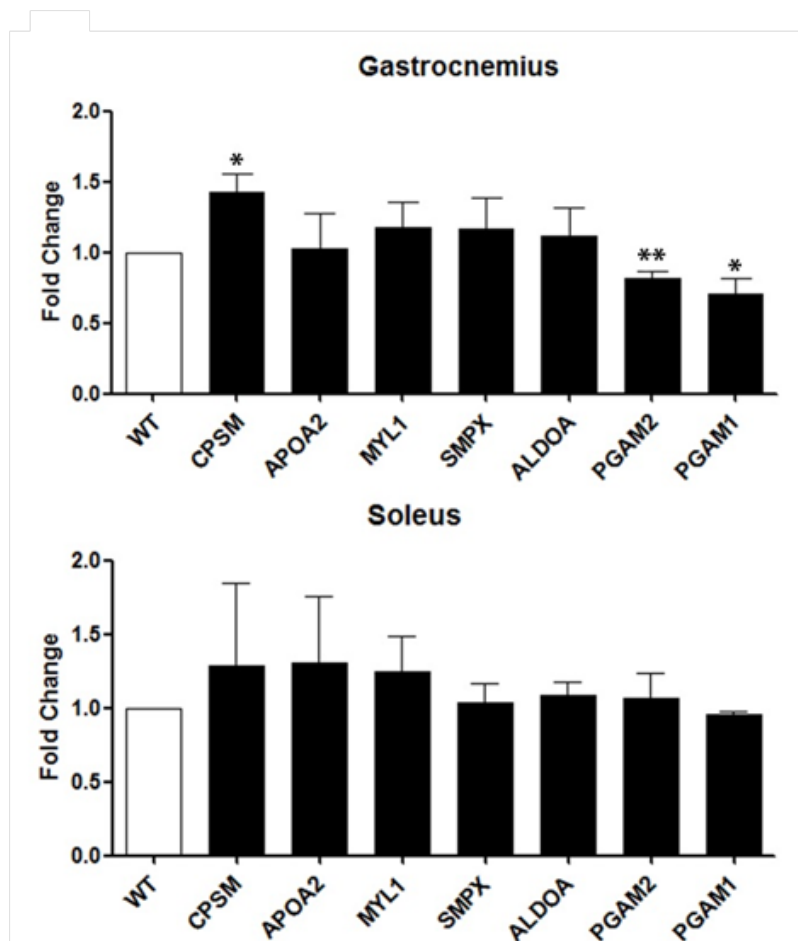 Gastrocnemius
2.0
1.5
1.0
0.5
0.0
Fold Change
*
**
*
WT
CPSM
APOA2
MYL1
SMPX
ALDOA
PGAM2
PGAM1
Soleus
2.0
1.5
1.0
0.5
0.0
Fold Change
WT
CPSM
APOA2
MYL1
SMPX
ALDOA
PGAM2
PGAM1